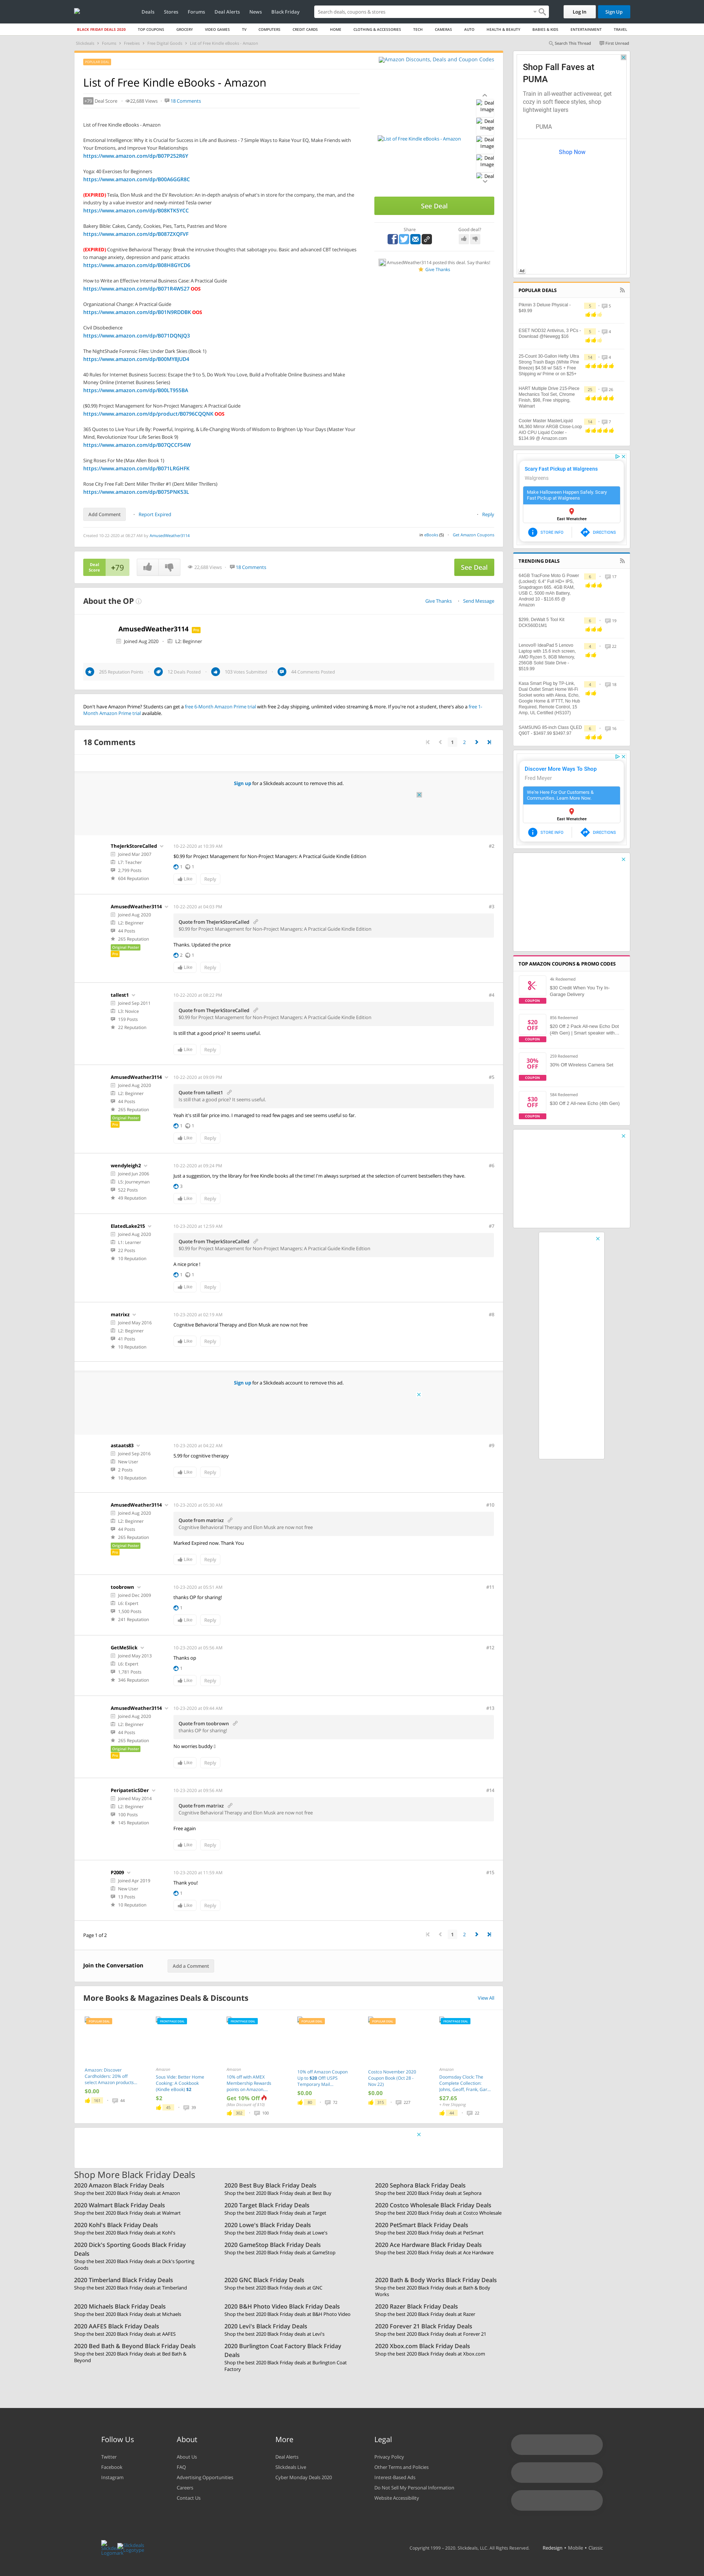 Deals Stores Forums Deal Alerts News Black Friday
Search deals, coupons & stores
Log In
Sign Up
BLACK FRIDAY DEALS 2020 TOP COUPONS GROCERY VIDEO GAMES TV COMPUTERS CREDIT CARDS HOME CLOTHING & ACCESSORIES TECH CAMERAS AUTO HEALTH & BEAUTY BABIES & KIDS ENTERTAINMENT TRAVEL
Search This Thread
First Unread
Amazon Discounts, Deals and Coupon Codes
List of Free Kindle eBooks - Amazon
+79 Deal Score 22,688 Views 18 Comments
List of Free Kindle eBooks - Amazon
Emotional Intelligence: Why it is Crucial for Success in Life and Business - 7 Simple Ways to Raise Your EQ, Make Friends with Your Emotions, and Improve Your Relationships
https://www.amazon.com/dp/B07P2S2R6Y
Yoga: 40 Exercises for Beginners
https://www.amazon.com/dp/B00A6GGR8C
(EXPIRED) Tesla, Elon Musk and the EV Revolution: An in-depth analysis of what's in store for the company, the man, and the industry by a value investor and newly-minted Tesla owner
https://www.amazon.com/dp/B08KTKSYCC
Bakery Bible: Cakes, Candy, Cookies, Pies, Tarts, Pastries and More
https://www.amazon.com/dp/B087ZXQFVF
(EXPIRED) Cognitive Behavioral Therapy: Break the intrusive thoughts that sabotage you. Basic and advanced CBT techniques to manage anxiety, depression and panic attacks
https://www.amazon.com/dp/B08H8GYCD6
How to Write an Effective Internal Business Case: A Practical Guide
https://www.amazon.com/dp/B071R4WS27 OOS
Organisational Change: A Practical Guide
https://www.amazon.com/dp/B01N9RDDBK OOS
Civil Disobedience
https://www.amazon.com/dp/B071DQNJQ3
The NightShade Forensic Files: Under Dark Skies (Book 1)
https://www.amazon.com/dp/B00MY8JUD4
40 Rules for Internet Business Success: Escape the 9 to 5, Do Work You Love, Build a Profitable Online Business and Make Money Online (Internet Business Series)
https://www.amazon.com/dp/B00LT955BA
($0.99) Project Management for Non-Project Managers: A Practical Guide
https://www.amazon.com/dp/product/B0796CQQNK OOS
365 Quotes to Live Your Life By: Powerful, Inspiring, & Life-Changing Words of Wisdom to Brighten Up Your Days (Master Your Mind, Revolutionize Your Life Series Book 9)
https://www.amazon.com/dp/B07QCCFS4W
Sing Roses For Me (Max Allen Book 1)
https://www.amazon.com/dp/B071LRGHFK
Rose City Free Fall: Dent Miller Thriller #1 (Dent Miller Thrillers)
https://www.amazon.com/dp/B075PNKS3L
Add Comment
Report Expired
Reply
Created 10-22-2020 at 08:27 AM by AmusedWeather3114
in eBooks (5) Get Amazon Coupons
List of Free Kindle eBooks - Amazon
Deal Image
Deal Image
Deal Image
Deal Image
Deal
See Deal
Share
Good deal?
AmusedWeather3114 posted this deal. Say thanks!
Give Thanks
Deal Score +79
22,688 Views 18 Comments
See Deal
About the OP
Give Thanks Send Message
AmusedWeather3114 Pro
Joined Aug 2020 L2: Beginner
265 Reputation Points 12 Deals Posted 103 Votes Submitted 44 Comments Posted
Don't have Amazon Prime? Students can get a free 6-Month Amazon Prime trial with free 2-day shipping, unlimited video streaming & more. If you're not a student, there's also a free 1-Month Amazon Prime trial available.
18 Comments
1 2
Sign up for a Slickdeals account to remove this ad.
TheJerkStoreCalled
Joined Mar 2007
L7: Teacher
2,799 Posts
604 Reputation
10-22-2020 at 10:39 AM
#2
$0.99 for Project Management for Non-Project Managers: A Practical Guide Kindle Edition
1 1
Like Reply
AmusedWeather3114
Joined Aug 2020
L2: Beginner
44 Posts
265 Reputation
Original Poster
Pro
10-22-2020 at 04:03 PM
#3
Quote from TheJerkStoreCalled
$0.99 for Project Management for Non-Project Managers: A Practical Guide Kindle Edition
Thanks. Updated the price
2 1
Like Reply
tallest1
Joined Sep 2011
L3: Novice
159 Posts
22 Reputation
10-22-2020 at 08:22 PM
#4
Quote from TheJerkStoreCalled
$0.99 for Project Management for Non-Project Managers: A Practical Guide Kindle Edition
Is still that a good price? It seems useful.
Like Reply
AmusedWeather3114
Joined Aug 2020
L2: Beginner
44 Posts
265 Reputation
Original Poster
Pro
10-22-2020 at 09:09 PM
#5
Quote from tallest1
Is still that a good price? It seems useful.
Yeah it's still fair price imo. I managed to read few pages and see seems useful so far.
1 1
Like Reply
wendyleigh2
Joined Jun 2006
L5: Journeyman
522 Posts
49 Reputation
10-22-2020 at 09:24 PM
#6
Just a suggestion, try the library for free Kindle books all the time! I'm always surprised at the selection of current bestsellers they have.
3
Like Reply
ElatedLake215
Joined Aug 2020
L1: Learner
22 Posts
10 Reputation
10-23-2020 at 12:59 AM
#7
Quote from TheJerkStoreCalled
$0.99 for Project Management for Non-Project Managers: A Practical Guide Kindle Edition
A nice price !
1 1
Like Reply
matrixz
Joined May 2016
L2: Beginner
41 Posts
10 Reputation
10-23-2020 at 02:19 AM
#8
Cognitive Behavioral Therapy and Elon Musk are now not free
Like Reply
Sign up for a Slickdeals account to remove this ad.
astaats83
Joined Sep 2016
New User
2 Posts
10 Reputation
10-23-2020 at 04:22 AM
#9
5.99 for cognitive therapy
Like Reply
AmusedWeather3114
Joined Aug 2020
L2: Beginner
44 Posts
265 Reputation
Original Poster
Pro
10-23-2020 at 05:30 AM
#10
Quote from matrixz
Cognitive Behavioral Therapy and Elon Musk are now not free
Marked Expired now. Thank You
Like Reply
toobrown
Joined Dec 2009
L6: Expert
1,000 Posts
241 Reputation
10-23-2020 at 05:51 AM
#11
thanks OP for sharing!
1
Like Reply
GetMeSlick
Joined May 2013
L6: Expert
1,781 Posts
346 Reputation
10-23-2020 at 05:56 AM
#12
Thanks op
1
Like Reply
AmusedWeather3114
Joined Aug 2020
L2: Beginner
44 Posts
265 Reputation
Original Poster
Pro
10-23-2020 at 09:44 AM
#13
Quote from toobrown
thanks OP for sharing!
No worries buddy :)
Like Reply
PeripateticSDer
Joined May 2014
L2: Beginner
100 Posts
145 Reputation
10-23-2020 at 09:56 AM
#14
Quote from matrixz
Cognitive Behavioral Therapy and Elon Musk are now not free
Free again
Like Reply
P2009
Joined Apr 2019
New User
13 Posts
10 Reputation
10-23-2020 at 11:59 AM
#15
Thank you!
1
Like Reply
Page 1 of 2
1 2
Join the Conversation
Add a Comment
More Books & Magazines Deals & Discounts
View All
Amazon: Discover Cardholders: 20% off select Amazon products...
$0.00
Amazon
Sous Vide: Better Home Cooking: A Cookbook (Kindle eBook) $2
$2
Amazon
10% off with AMEX Membership Rewards points on Amazon...
Get 10% Off
10% off Amazon Coupon Up to $20 Off USPS Temporary Mail...
$0.00
Costco November 2020 Coupon Book (Oct 28 - Nov 22)
$0.00
Amazon
Doomsday Clock: The Complete Collection: Johns, Geoff, Frank, Gar...
$27.65
+ Free Shipping
Shop More Black Friday Deals
2020 Amazon Black Friday Deals
Shop the best 2020 Black Friday deals at Amazon
2020 Best Buy Black Friday Deals
Shop the best 2020 Black Friday deals at Best Buy
2020 Sephora Black Friday Deals
Shop the best 2020 Black Friday deals at Sephora
2020 Walmart Black Friday Deals
Shop the best 2020 Black Friday deals at Walmart
2020 Target Black Friday Deals
Shop the best 2020 Black Friday deals at Target
2020 Costco Wholesale Black Friday Deals
Shop the best 2020 Black Friday deals at Costco Wholesale
2020 Kohl's Black Friday Deals
Shop the best 2020 Black Friday deals at Kohl's
2020 Lowe's Black Friday Deals
Shop the best 2020 Black Friday deals at Lowe's
2020 PetSmart Black Friday Deals
Shop the best 2020 Black Friday deals at PetSmart
2020 Dick's Sporting Goods Black Friday Deals
Shop the best 2020 Black Friday deals at Dick's Sporting Goods
2020 GameStop Black Friday Deals
Shop the best 2020 Black Friday deals at GameStop
2020 Ace Hardware Black Friday Deals
Shop the best 2020 Black Friday deals at Ace Hardware
2020 Timberland Black Friday Deals
Shop the best 2020 Black Friday deals at Timberland
2020 GNC Black Friday Deals
Shop the best 2020 Black Friday deals at GNC
2020 Bath & Body Works Black Friday Deals
Shop the best 2020 Black Friday deals at Bath & Body Works
2020 Michaels Black Friday Deals
Shop the best 2020 Black Friday deals at Michaels
2020 B&H Photo Video Black Friday Deals
Shop the best 2020 Black Friday deals at B&H Photo Video
2020 Razer Black Friday Deals
Shop the best 2020 Black Friday deals at Razer
2020 AAFES Black Friday Deals
Shop the best 2020 Black Friday deals at AAFES
2020 Levi's Black Friday Deals
Shop the best 2020 Black Friday deals at Levi's
2020 Forever 21 Black Friday Deals
Shop the best 2020 Black Friday deals at Forever 21
2020 Bed Bath & Beyond Black Friday Deals
Shop the best 2020 Black Friday deals at Bed Bath & Beyond
2020 Burlington Coat Factory Black Friday Deals
Shop the best 2020 Black Friday deals at Burlington Coat Factory
2020 Xbox.com Black Friday Deals
Shop the best 2020 Black Friday deals at Xbox.com
Shop Fall Faves at PUMA
Train in all-weather outerwear, get cozy in soft fleece styles, shop lightweight layers.
PUMA
Shop Now
Ad
POPULAR DEALS
Pikmin 3 Deluxe Physical - $49.99
ESET NOD32 Antivirus, 3 PCs - Download @Newegg $16
25-Count 30-Gallon Hefty Ultra Strong Trash Bags (White Pine Breeze) $4.58 w/ S&S + Free Shipping w/ Prime or on $25+
HART Multiple Drive 215-Piece Mechanics Tool Set, Chrome Finish, $98, Free shipping, Walmart
Cooler Master MasterLiquid ML360 Mirror ARGB Close-Loop AIO CPU Liquid Cooler - $134.99 @ Amazon.com
Scary Fast Pickup at Walgreens
Walgreens
Make Halloween Happen Safely. Scary Fast Pickup at Walgreens
East Wenatchee
STORE INFO DIRECTIONS
TRENDING DEALS
64GB TracFone Moto G Power (Locked): 6.4" Full HD+ IPS, Snapdragon 665, 4GB RAM, USB C, 5000 mAh Battery, Android 10 - $116.65 @ Amazon
$299, DeWalt 5 Tool Kit DCK593D1M1
Lenovo® IdeaPad 5 Lenovo Laptop with 15.6 inch screen, AMD Ryzen 5, 8GB Memory, 256GB Solid State Drive - $519.99
Kasa Smart Plug by TP-Link, Dual Outlet Smart Home Wi-Fi Socket works with Alexa, Echo, Google Home & IFTTT, No Hub Required, Remote Control, 15 Amp, UL Certified (HS107)
SAMSUNG 85-inch Class QLED Q90T - $3497.99 $3497.97
Discover More Ways To Shop
Fred Meyer
We're Here For Our Customers & Communities. Learn More Now
East Wenatchee
STORE INFO DIRECTIONS
TOP AMAZON COUPONS & PROMO CODES
4k Redeemed
$30 Credit When You Try In-Garage Delivery
COUPON
$20 OFF
$20 Off 2 Pack All-new Echo Dot (4th Gen) | Smart speaker with...
COUPON
30% OFF
259 Redeemed
30% Off Wireless Camera Set
COUPON
$30 OFF
$30 Off 2 All-new Echo (4th Gen)
COUPON
Follow Us
Twitter
Facebook
Instagram
About
About Us
FAQ
Advertising Opportunities
Careers
Contact Us
More
Deal Alerts
Slickdeals Live
Cyber Monday Deals 2020
Legal
Privacy Policy
Other Terms and Policies
Interest-Based Ads
Do Not Sell My Personal Information
Website Accessibility
Copyright 1999 - 2020. Slickdeals, LLC. All Rights Reserved. Redesign • Mobile • Classic